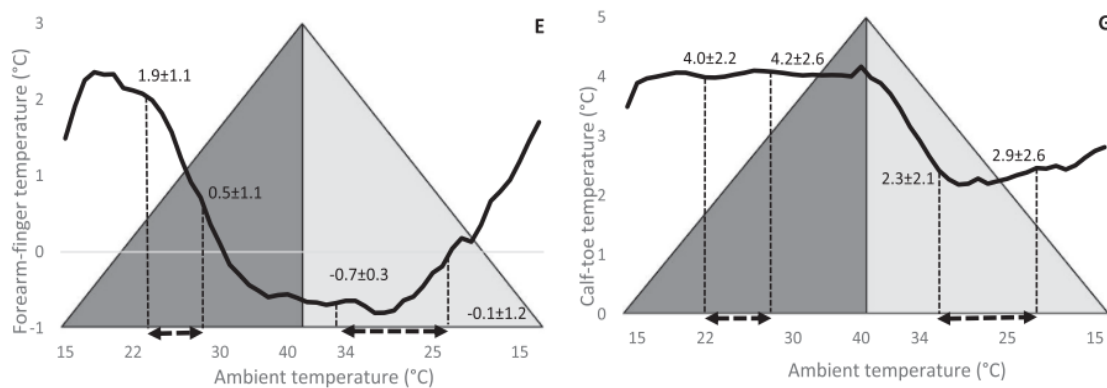 3
E
2
1
0
-1
Forearm-finger temperature (°C)
1.9±1.1
0.5±1.1
-0.7±0.3
-0.1±1.2
15 22 30 40 34 25 15
Ambient temperature (°C)
5
G
4
3
2
1
0
Calf-toe temperature (°C)
4.0±2.2
4.2±2.6
2.3±2.1
2.9±2.6
15 22 30 40 34 25 15
Ambient temperature (°C)